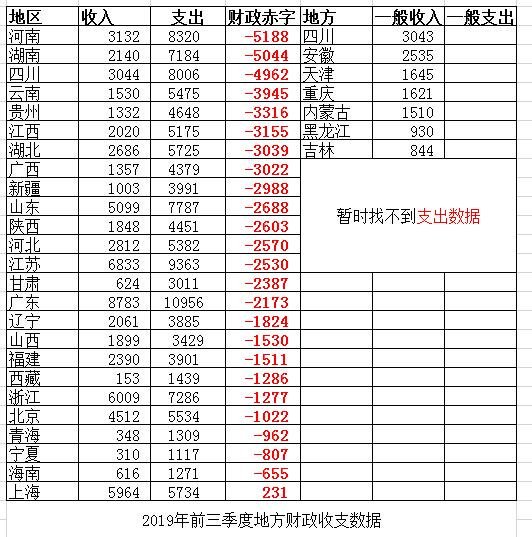 地区 收入 支出 财政赤字 地方 一般收入 一般支出
河南 3132 8320 -5188 四川 3043
湖南 2140 7184 -5044 安徽 2535
四川 3044 8006 -4962 天津 1645
云南 1530 5475 -3945 重庆 1621
贵州 1332 4648 -3316 内蒙古 1510
江西 2020 5175 -3155 黑龙江 930
湖北 2686 5725 -3039 吉林 844
广西 1357 4379 -3022
新疆 1003 3991 -2988
山东 5099 7787 -2688 暂时找不到支出数据
陕西 1848 4451 -2603
河北 2812 5382 -2570
江苏 6833 9363 -2530
甘肃 624 3011 -2387
广东 8783 10956 -2173
辽宁 2061 3885 -1824
山西 1899 3429 -1530
福建 2390 3901 -1511
西藏 153 1439 -1286
浙江 6009 7286 -1277
北京 4512 5534 -1022
青海 348 1309 -962
宁夏 310 1117 -807
海南 616 1271 -655
上海 5964 5734 231
2019年前三季度地方财政收支数据